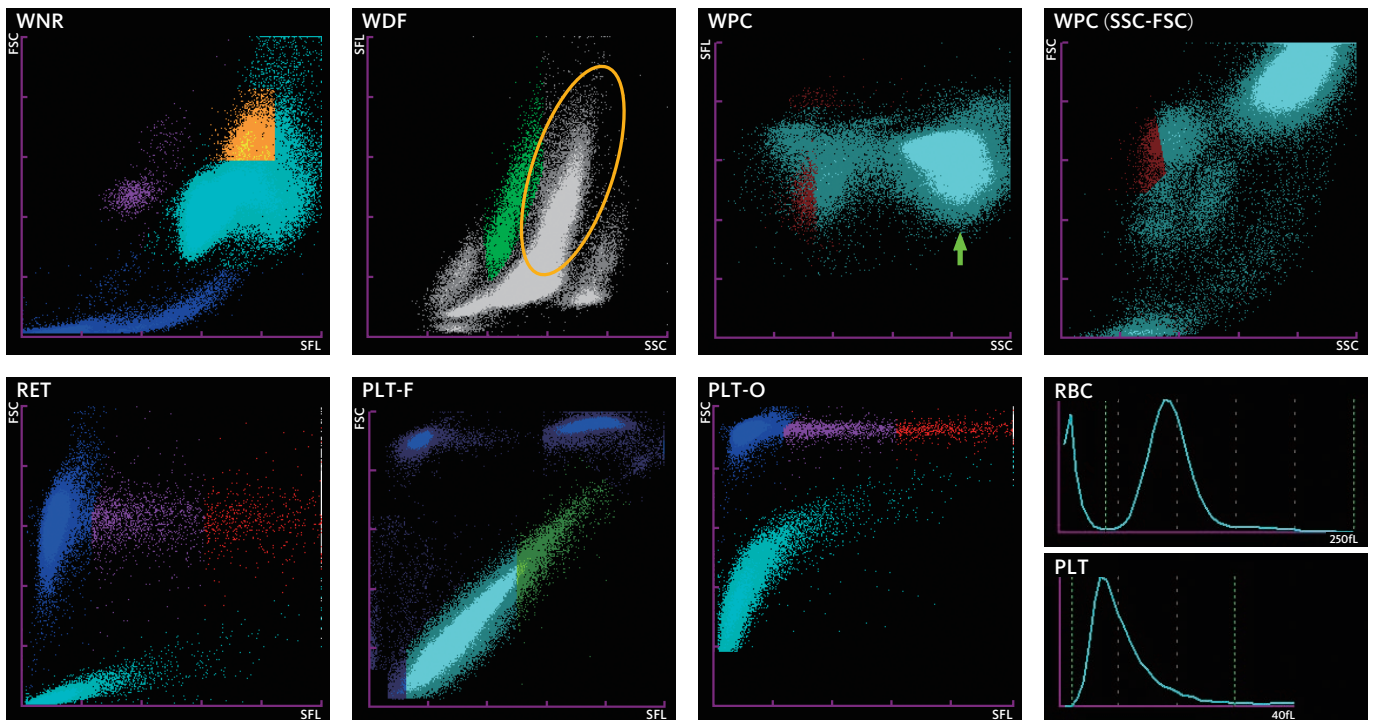 WNR
FSC
SFL
WDF
SFL
SSC
WPC
SFL
SSC
WPC (SSC-FSC)
FSC
SSC
RET
FSC
SFL
PLT-F
FSC
SFL
PLT-O
FSC
SFL
RBC
250fL
PLT
40fL